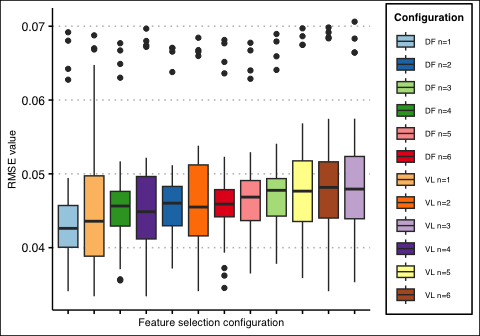 0.07
0.06
0.05
0.04
RMSE value
Feature selection configuration
Configuration
DF n=1
DF n=2
DF n=3
DF n=4
DF n=5
DF n=6
VL n=1
VL n=2
VL n=3
VL n=4
VL n=5
VL n=6